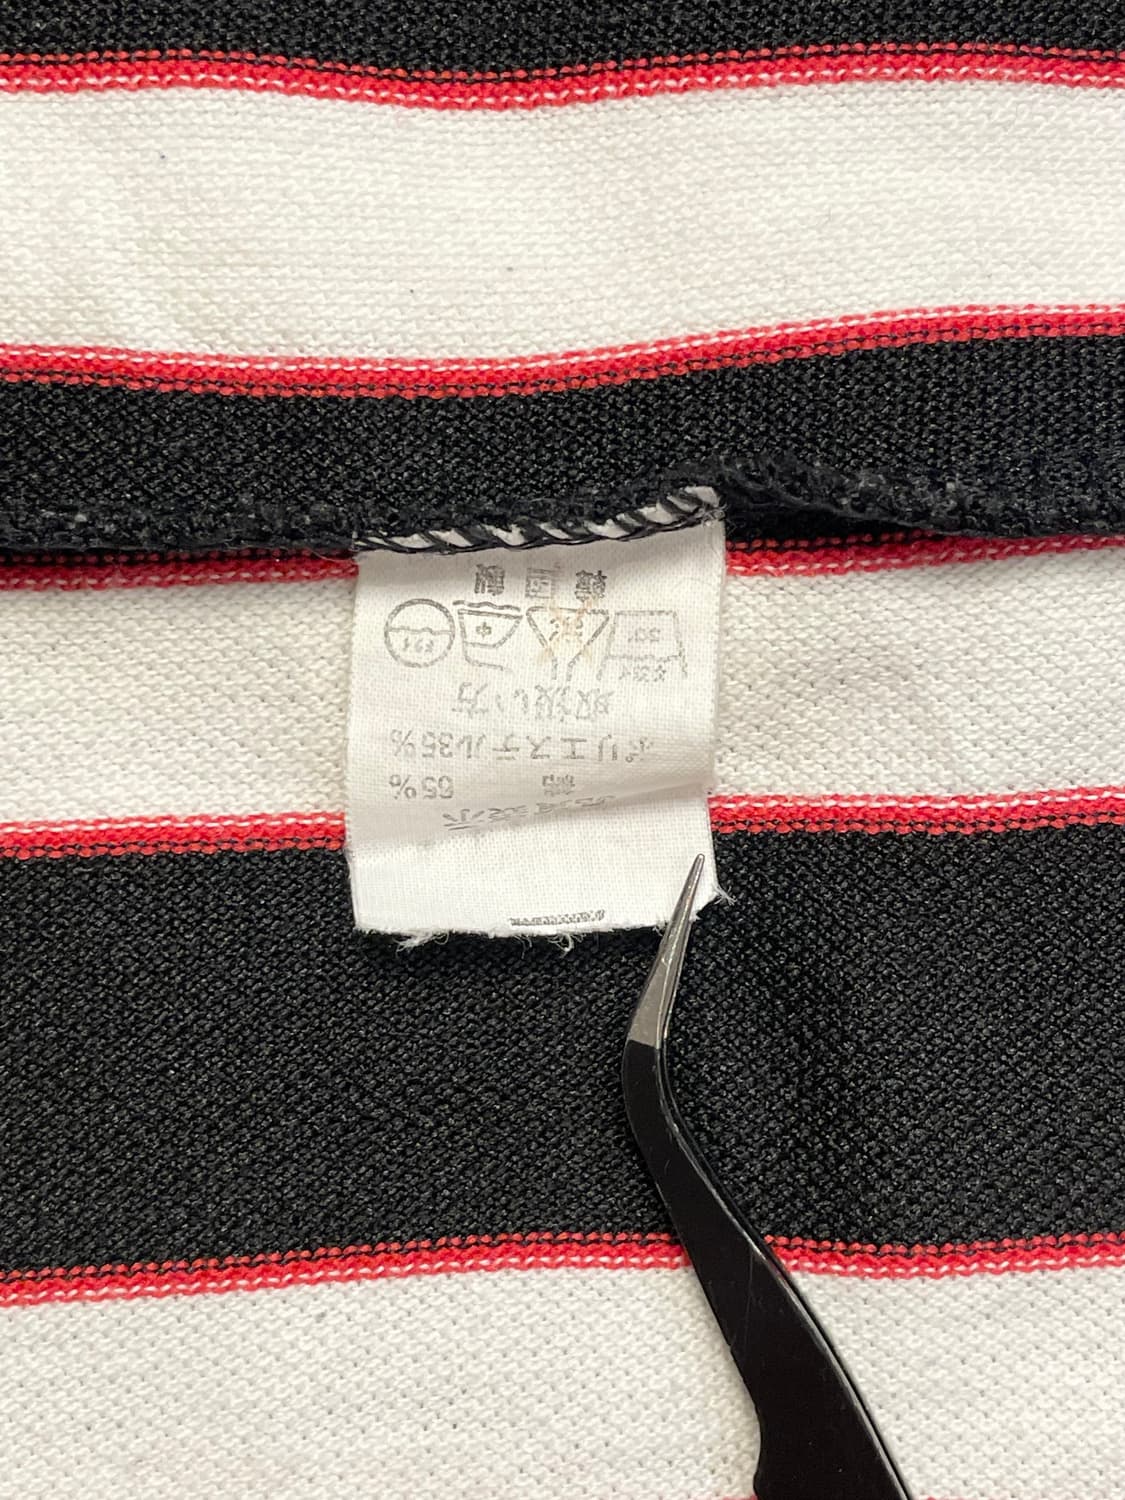 品質表示
綿 65%
ポリエステル35%
取扱い方
韓国製